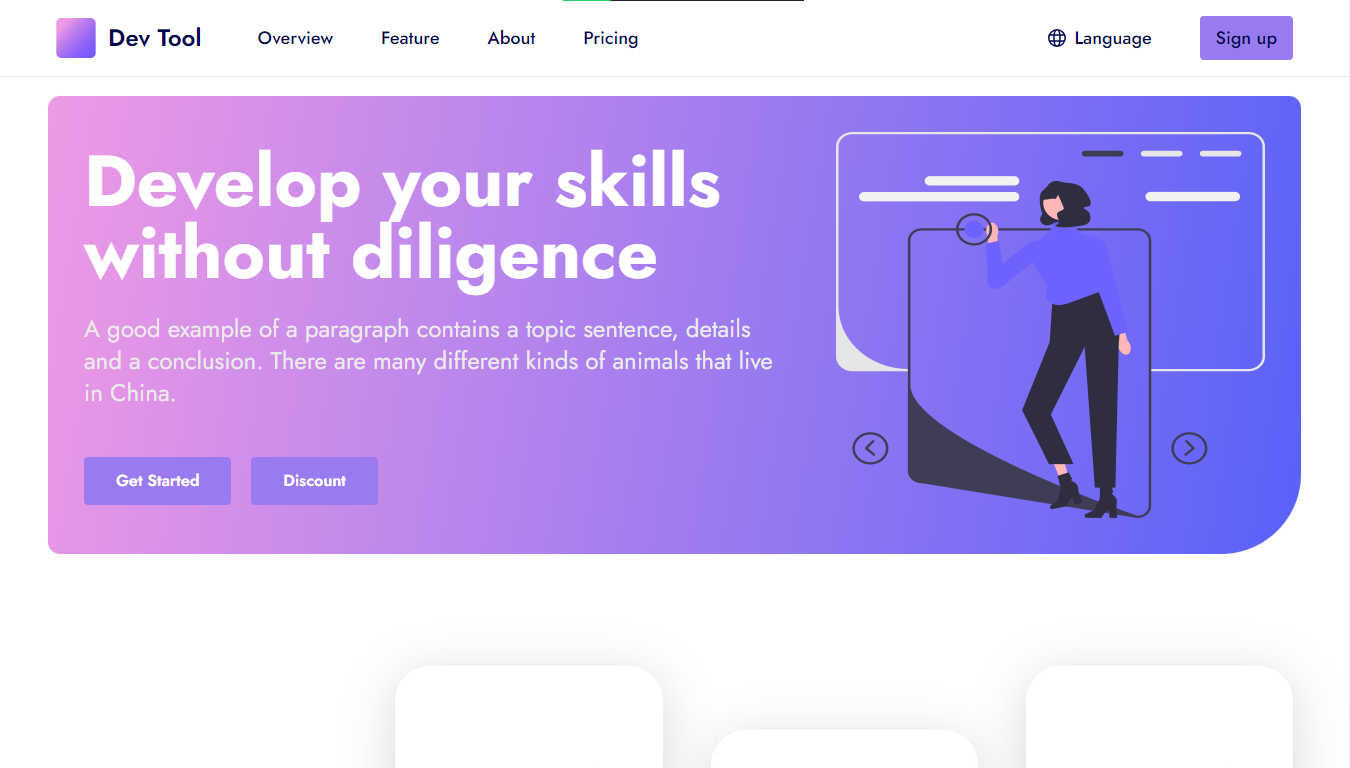 Dev Tool
Overview
Feature
About
Pricing
Language
Sign up
Develop your skills
without diligence
A good example of a paragraph contains a topic sentence, details
and a conclusion. There are many different kinds of animals that live
in China.
Get Started
Discount